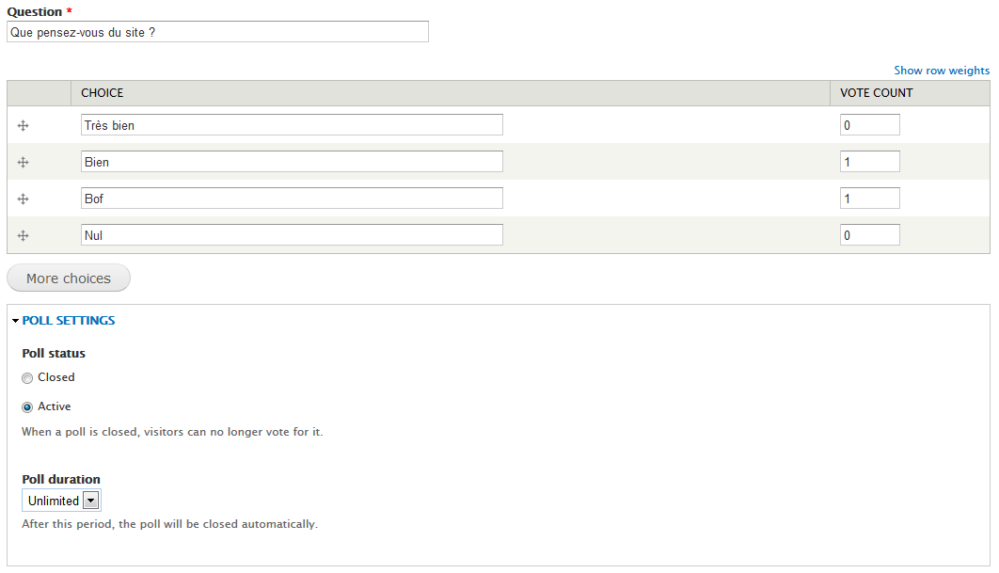 Question *
Que pensez-vous du site ?
Show row weights
CHOICE VOTE COUNT
Très bien 0
Bien 1
Bof 1
Nul 0
More choices
POLL SETTINGS
Poll status
Closed
Active
When a poll is closed, visitors can no longer vote for it.
Poll duration
Unlimited
After this period, the poll will be closed automatically.